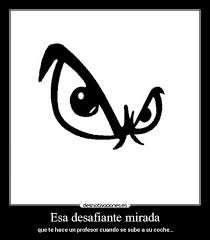 desmotivaciones.es
Esa desafiante mirada
que te hace un profesor cuando se sube a su coche...